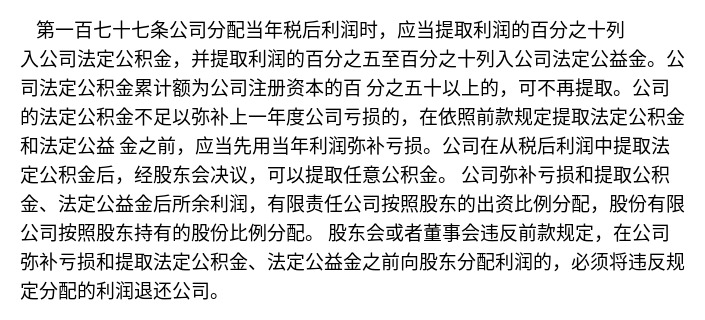 第一百七十七条公司分配当年税后利润时，应当提取利润的百分之十列
入公司法定公积金，并提取利润的百分之五至百分之十列入公司法定公益金。公
司法定公积金累计额为公司注册资本的百 分之五十以上的，可不再提取。公司
的法定公积金不足以弥补上一年度公司亏损的，在依照前款规定提取法定公积金
和法定公益 金之前，应当先用当年利润弥补亏损。公司在从税后利润中提取法
定公积金后，经股东会决议，可以提取任意公积金。 公司弥补亏损和提取公积
金、法定公益金后所余利润，有限责任公司按照股东的出资比例分配，股份有限
公司按照股东持有的股份比例分配。 股东会或者董事会违反前款规定，在公司
弥补亏损和提取法定公积金、法定公益金之前向股东分配利润的，必须将违反规
定分配的利润退还公司。